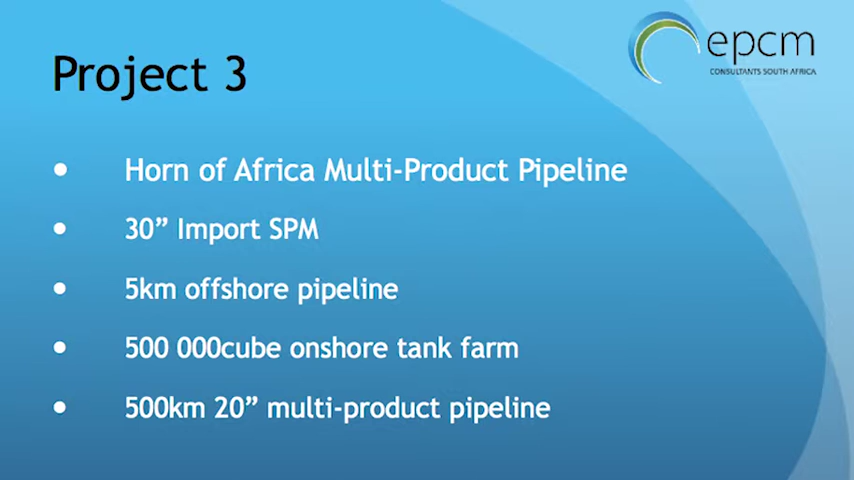 epcm
CONSULTANTS SOUTH AFRICA
Project 3
• Horn of Africa Multi-Product Pipeline
• 30” Import SPM
• 5km offshore pipeline
• 500 000cube onshore tank farm
• 500km 20” multi-product pipeline